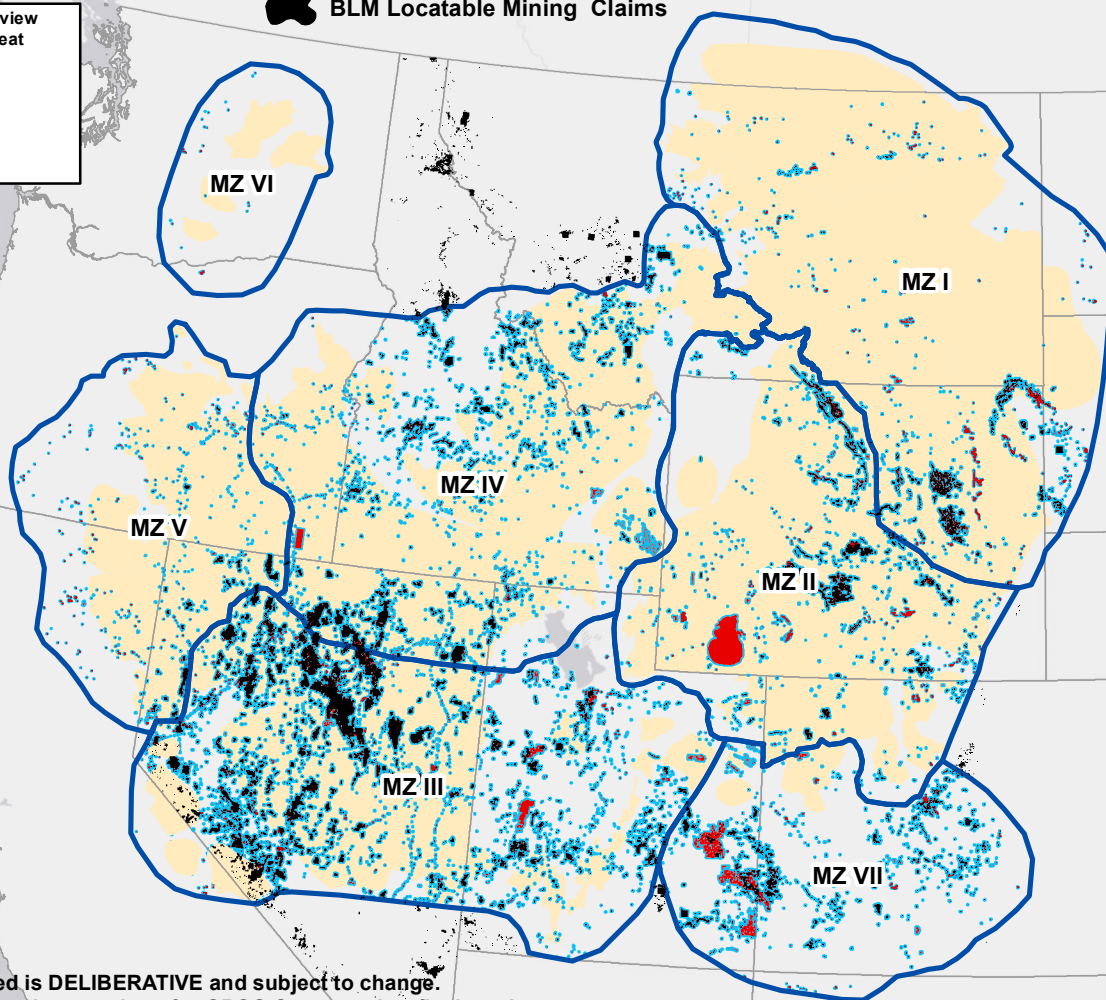 view
eat
BLM Locatable Mining Claims
MZ VI
MZ I
MZ IV
MZ V
MZ II
MZ III
MZ VII
ed is DELIBERATIVE and subject to change.